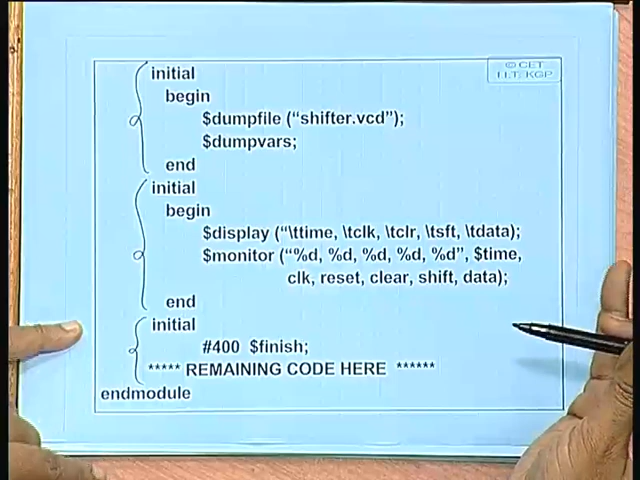 © CET
I.I.T. KGP
initial
begin
$dumpfile (“shifter.vcd”);
$dumpvars;
end
initial
begin
$display (“\ttime, \tclk, \tclr, \tsft, \tdata);
$monitor (“%d, %d, %d, %d, %d”, $time,
clk, reset, clear, shift, data);
end
initial
#400 $finish;
***** REMAINING CODE HERE ******
endmodule